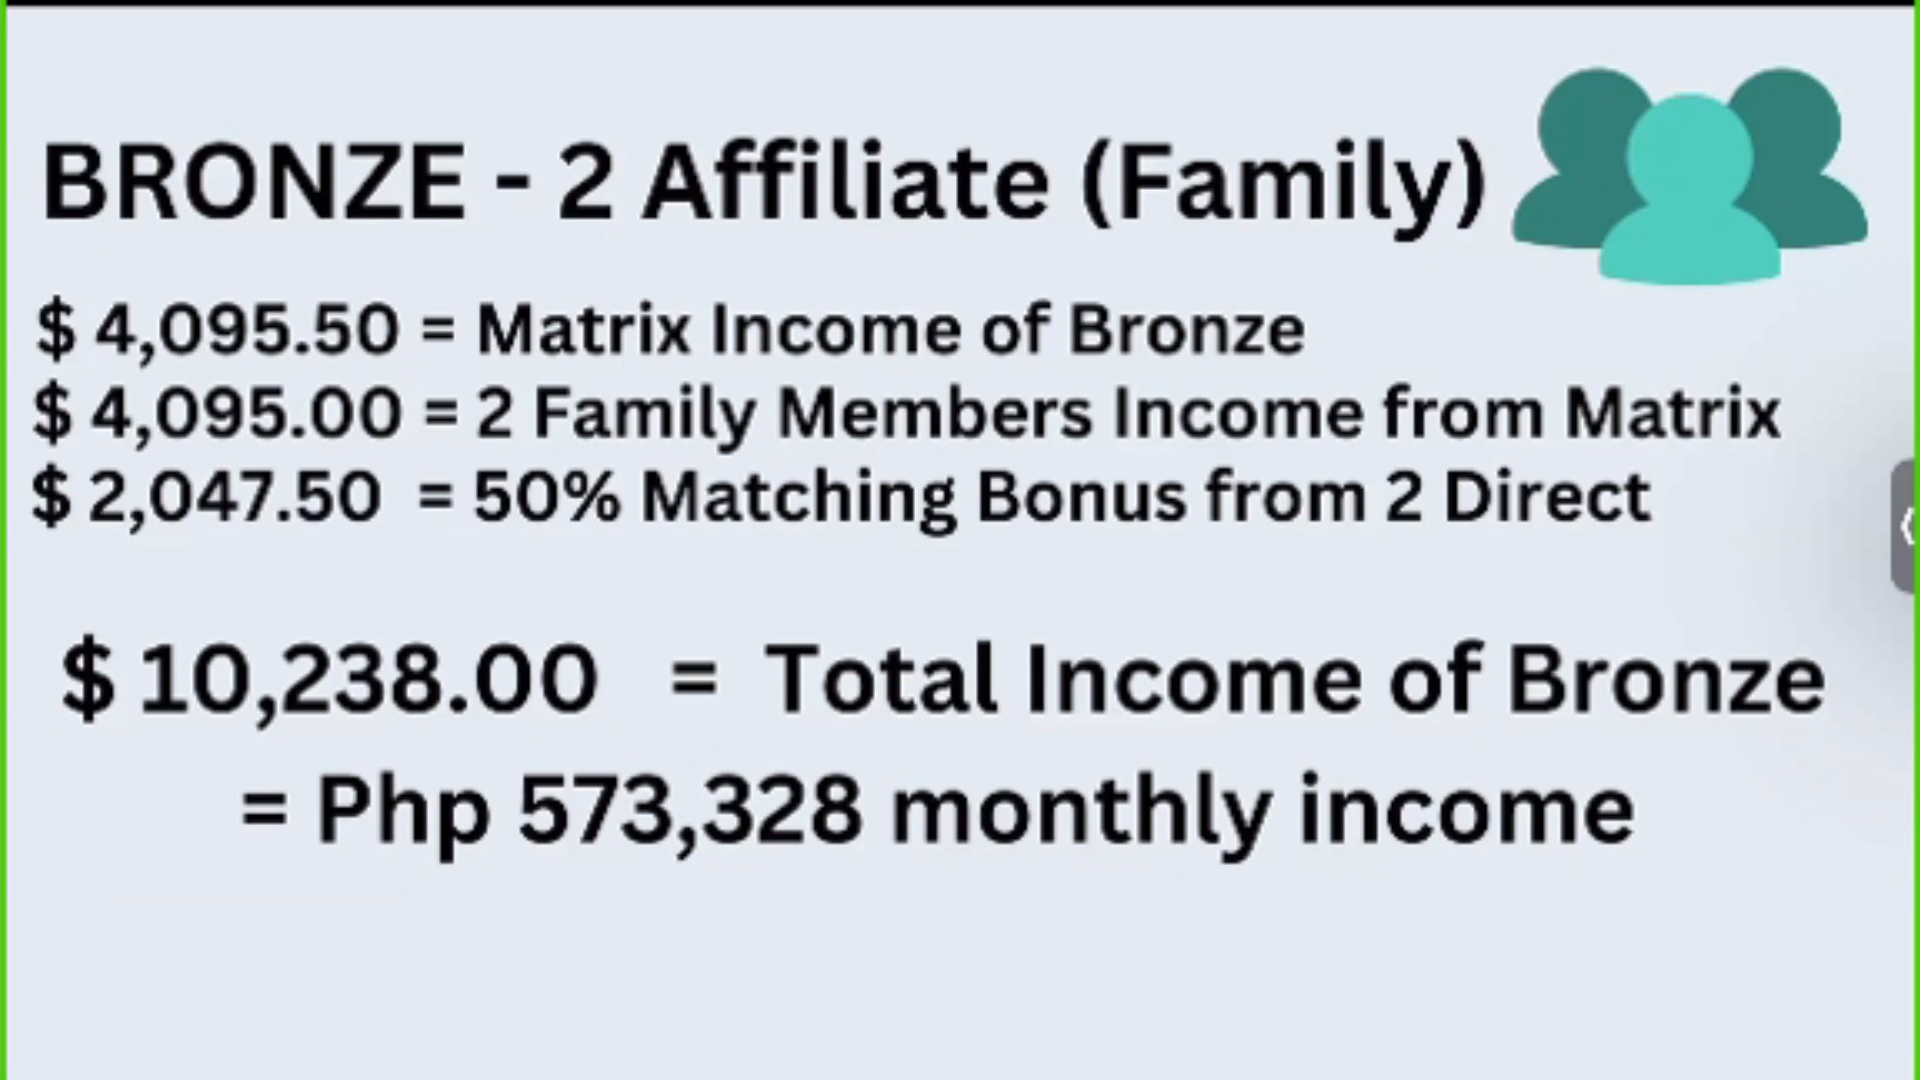 BRONZE - 2 Affiliate (Family)
$ 4,095.50 = Matrix Income of Bronze
$ 4,095.00 = 2 Family Members Income from Matrix
$ 2,047.50 = 50% Matching Bonus from 2 Direct
$ 10,238.00 = Total Income of Bronze
= Php 573,328 monthly income